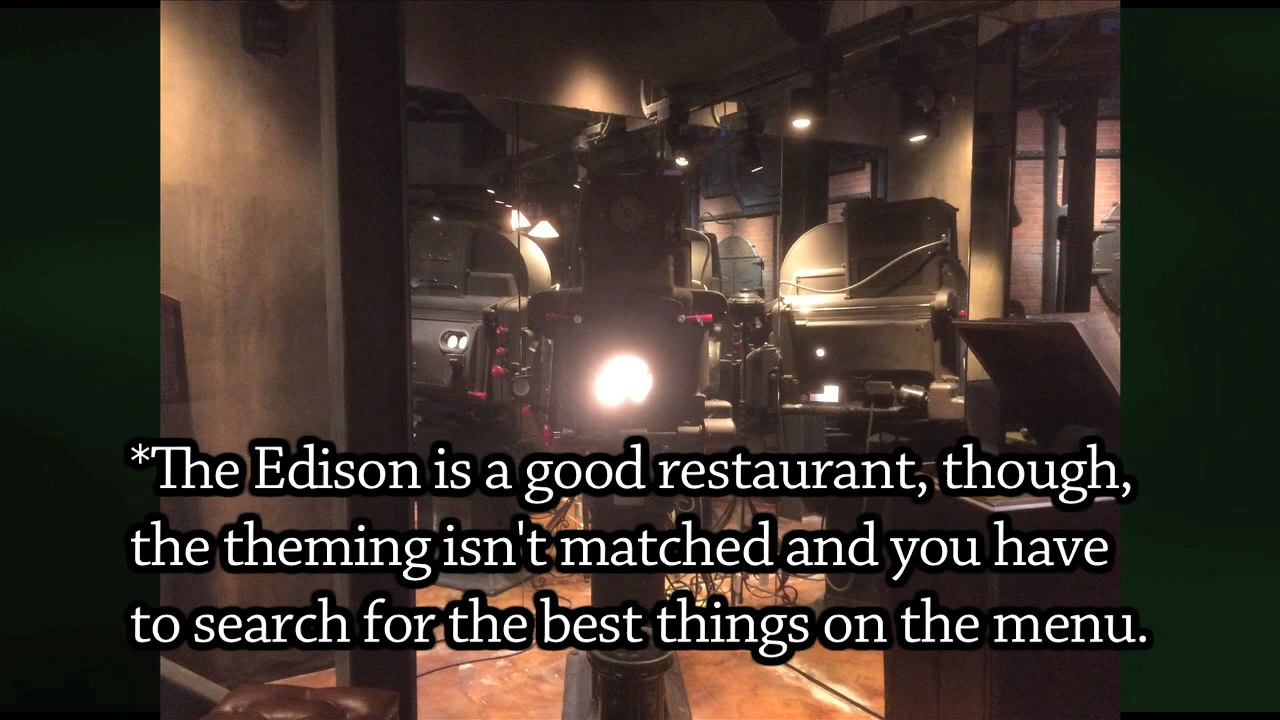 *The Edison is a good restaurant, though,
the theming isn't matched and you have
to search for the best things on the menu.